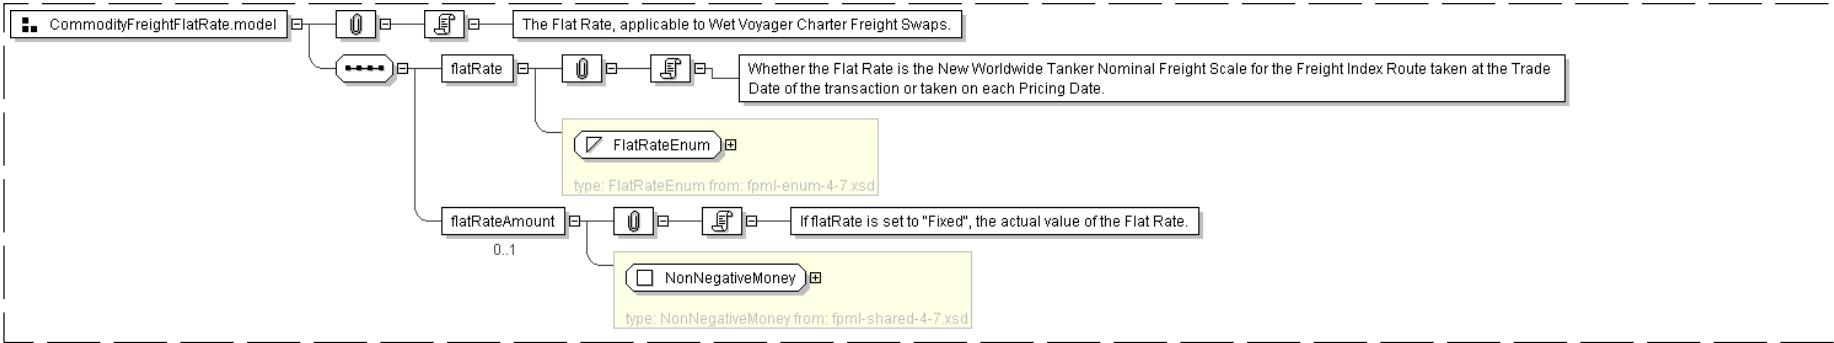 CommodityFreightFlatRate.model
The Flat Rate, applicable to Wet Voyager Charter Freight Swaps.
flatRate
Whether the Flat Rate is the New Worldwide Tanker Nominal Freight Scale for the Freight Index Route taken at the Trade
Date of the transaction or taken on each Pricing Date.
FlatRateEnum
type: FlatRateEnum from: fpml-enum-4-7.xsd
flatRateAmount
If flatRate is set to "Fixed", the actual value of the Flat Rate.
0..1
NonNegativeMoney
type: NonNegativeMoney from: fpml-shared-4-7.xsd